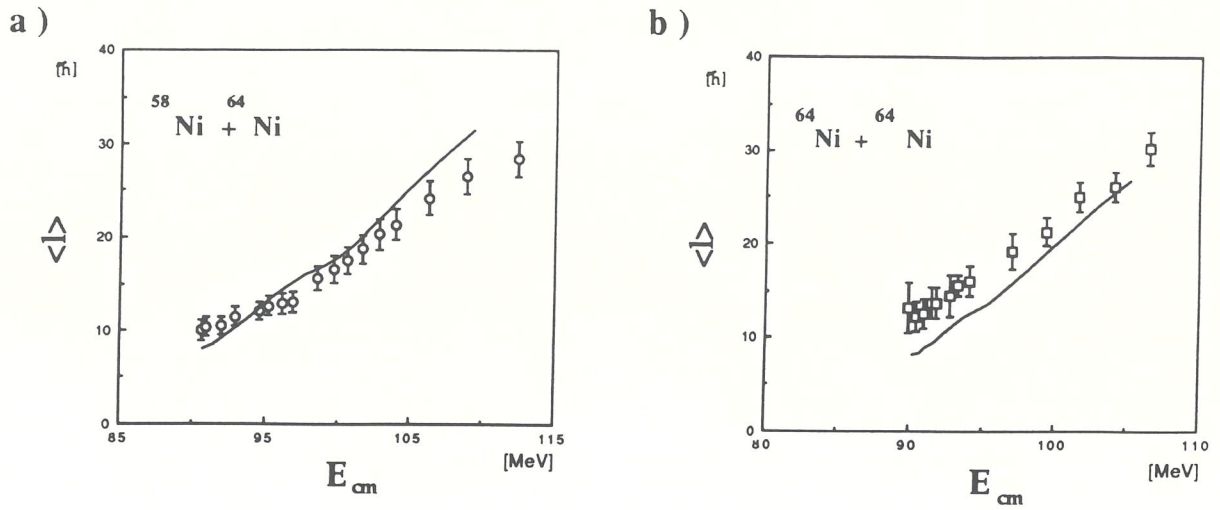 a )
40
[ħ]
58 64
Ni + Ni
30
<l>
20
10
0
85 95 105 115
[MeV]
E cm
b )
40
[ħ]
64 64
Ni + Ni
30
<l>
20
10
0
80 90 100 110
[MeV]
E cm